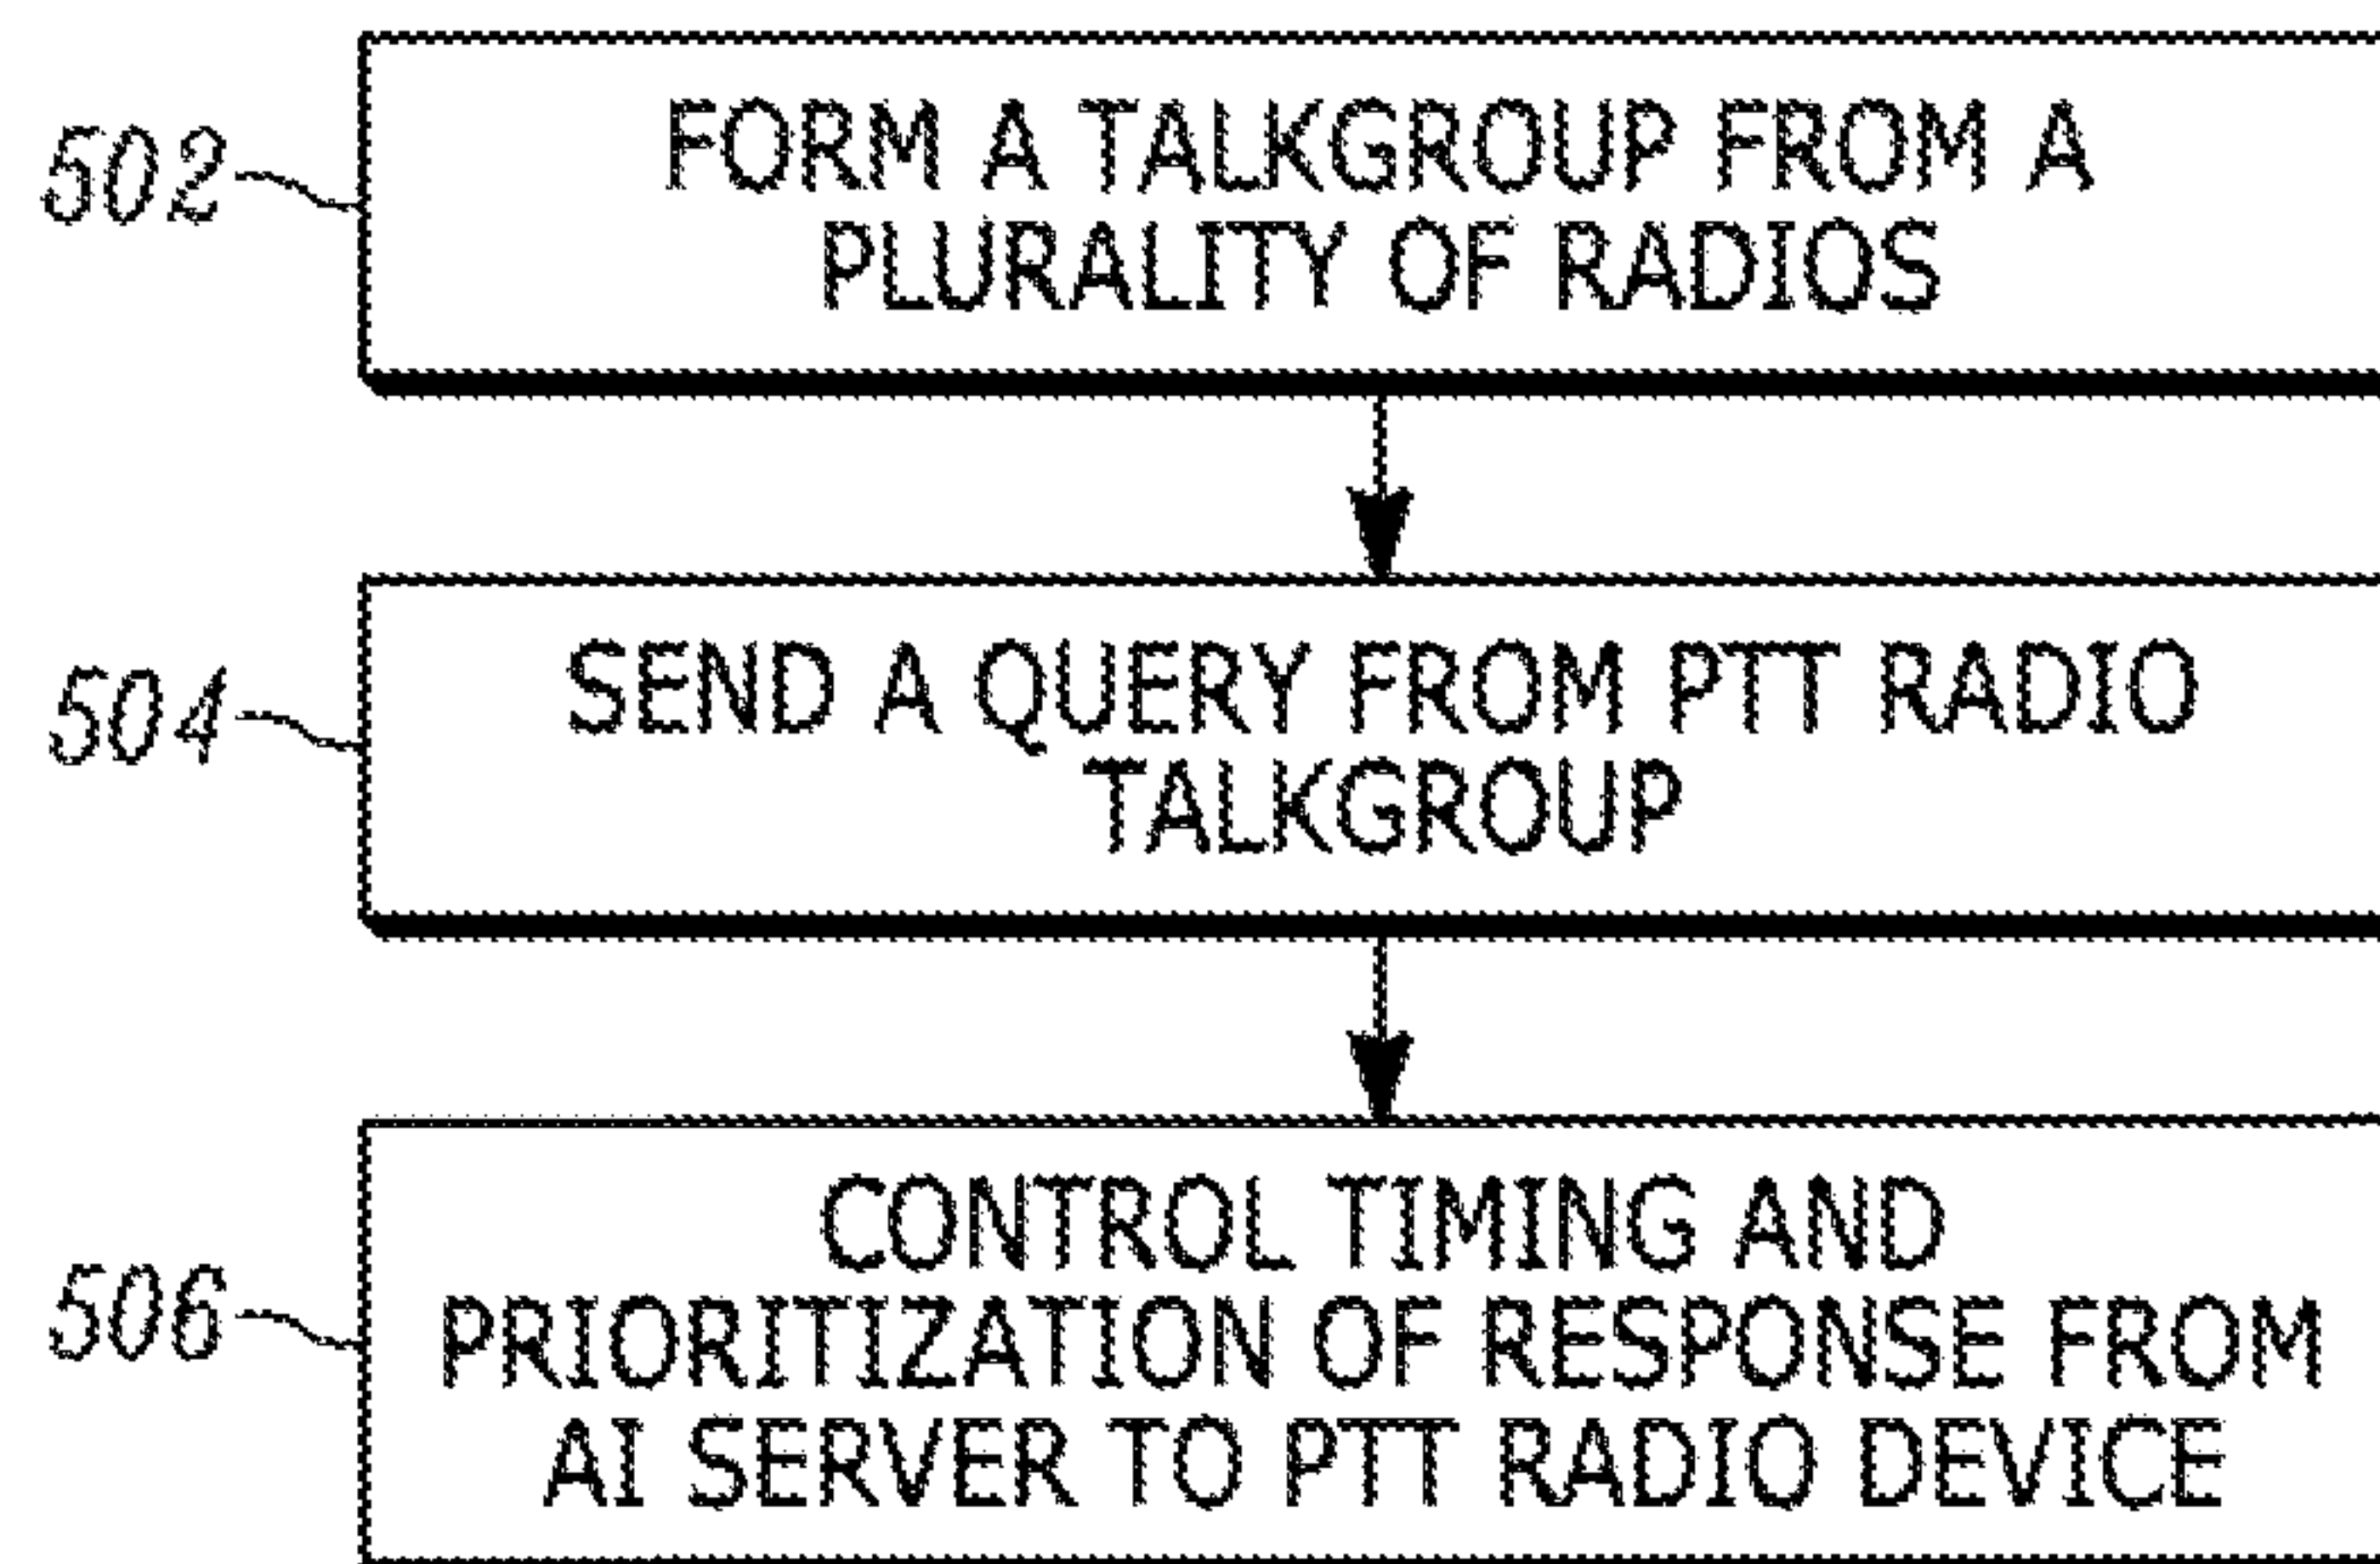 502
FORM A TALKGROUP FROM A
PLURALITY OF RADIOS
504
SEND A QUERY FROM PTT RADIO
TALKGROUP
506
CONTROL TIMING AND
PRIORITIZATION OF RESPONSE FROM
AI SERVER TO PTT RADIO DEVICE